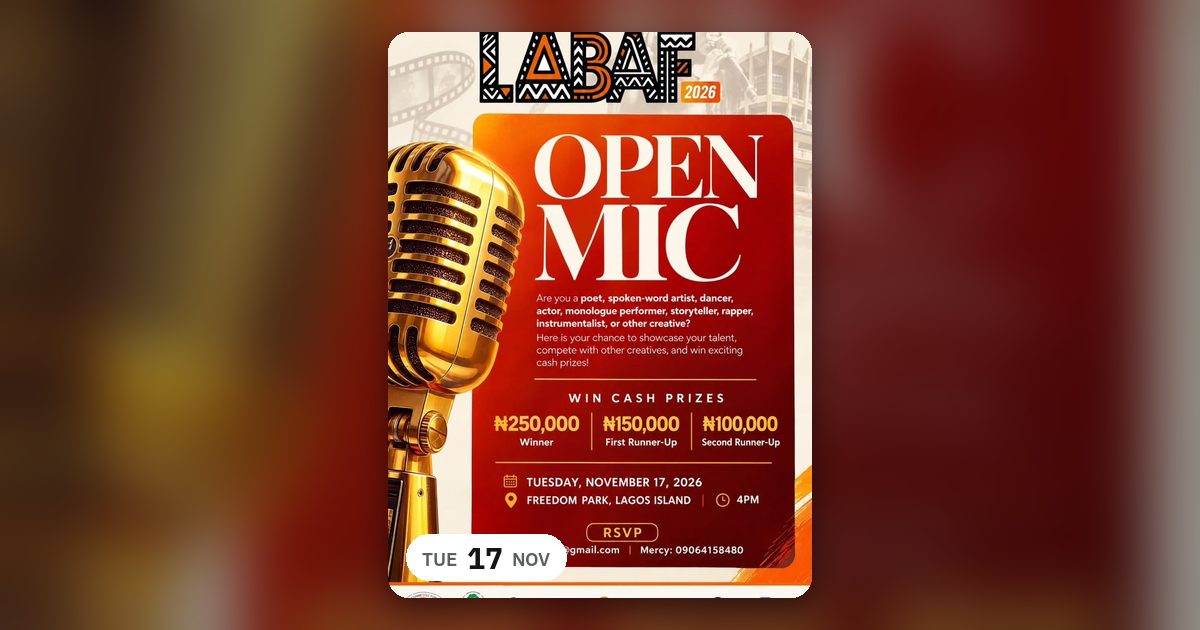 LABAF
2026
OPEN
MIC
Are you a poet, spoken-word artist, dancer,
actor, monologue performer, storyteller, rapper,
instrumentalist, or other creative?
Here is your chance to showcase your talent,
compete with other creatives, and win exciting
cash prizes!
WIN CASH PRIZES
₦250,000 ₦150,000 ₦100,000
Winner First Runner-Up Second Runner-Up
TUESDAY, NOVEMBER 17, 2026
FREEDOM PARK, LAGOS ISLAND | 4PM
RSVP
@gmail.com | Mercy: 09064158480
TUE 17 NOV